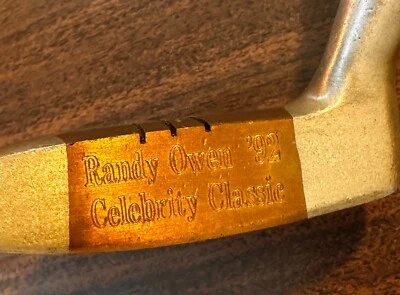 Randy Owen '92
Celebrity Classic